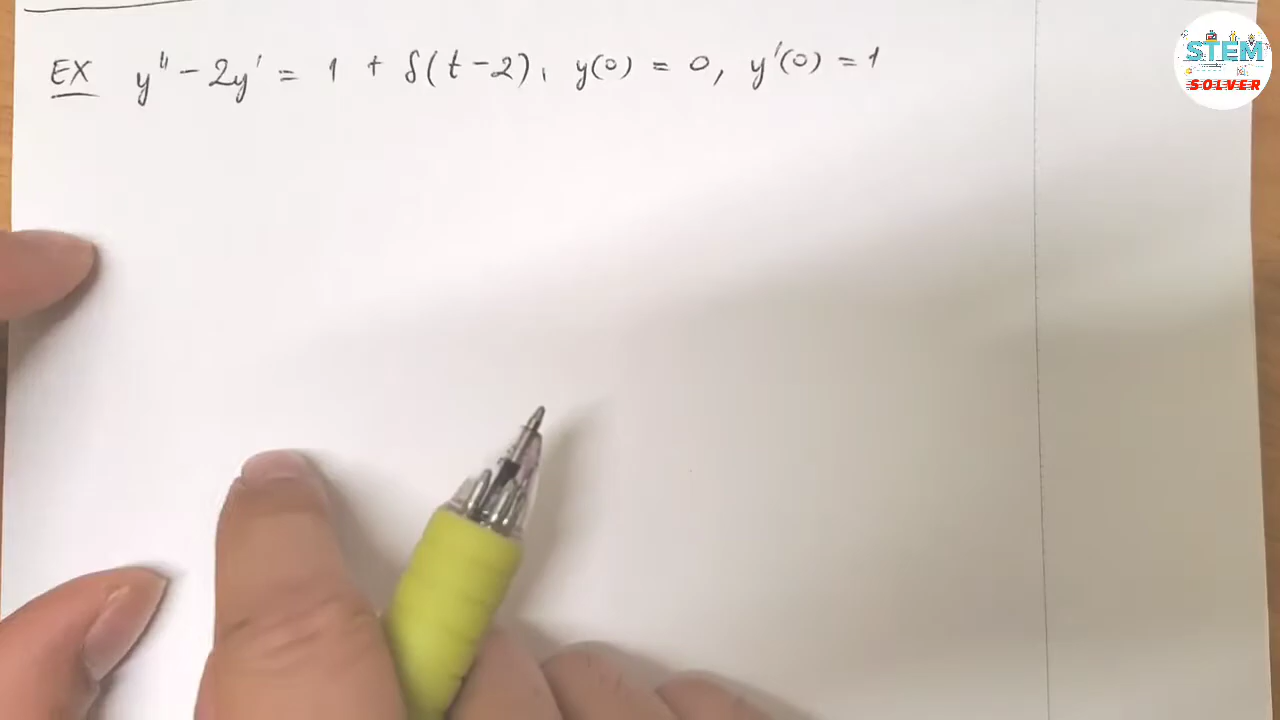 EX y'' - 2y' = 1 + δ(t-2), y(0) = 0, y'(0) = 1
STEM
SOLVER